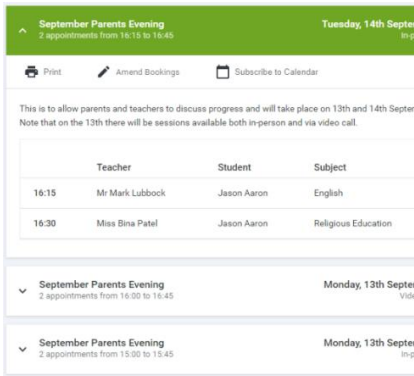 September Parents Evening
Tuesday, 14th September
2 appointments from 16:15 to 16:45
In-p
Print
Amend Bookings
Subscribe to Calendar
This is to allow parents and teachers to discuss progress and will take place on 13th and 14th Septer
Note that on the 13th there will be sessions available both in-person and via video call.
Teacher Student Subject
16:15 Mr Mark Lubbock Jason Aaron English
16:30 Miss Bina Patel Jason Aaron Religious Education
September Parents Evening
Monday, 13th Septer
2 appointments from 16:00 to 16:45
Vide
September Parents Evening
Monday, 13th Septer
2 appointments from 15:00 to 15:45
In-p